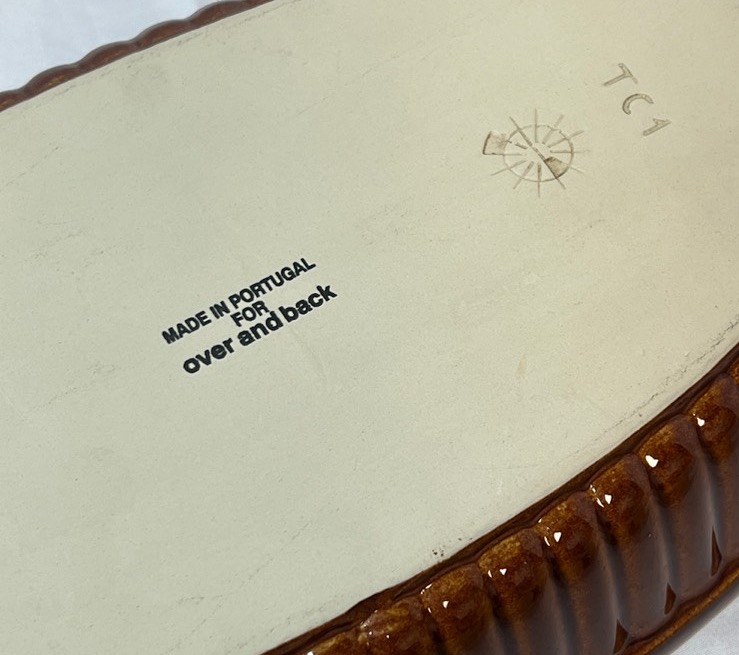 TC1
MADE IN PORTUGAL
FOR
over and back